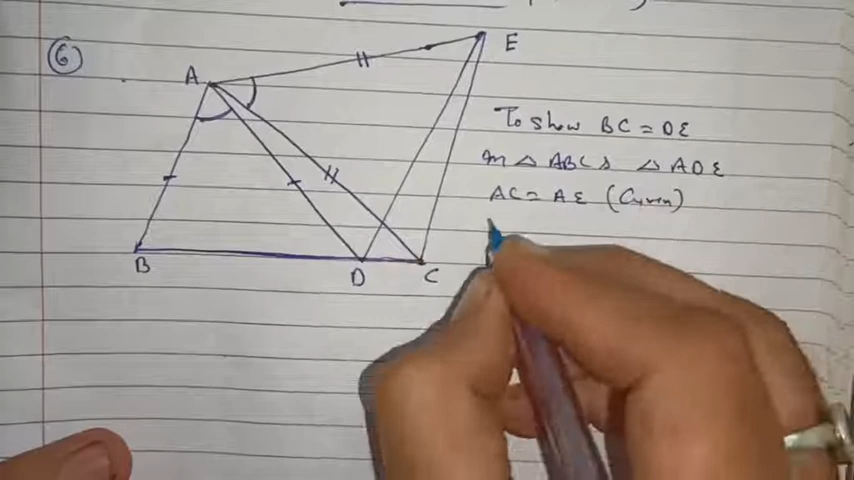 6
E
A
To show BC = DE
In △ ABC & △ ADE
AC = AE (Given)
B
D
C